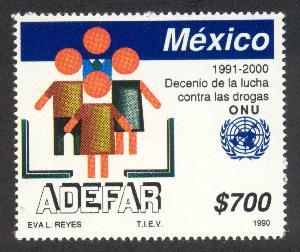 México
1991-2000
Decenio de la lucha
contra las drogas
ONU
ADEFAR
$700
EVA L. REYES T.I.E.V. 1990